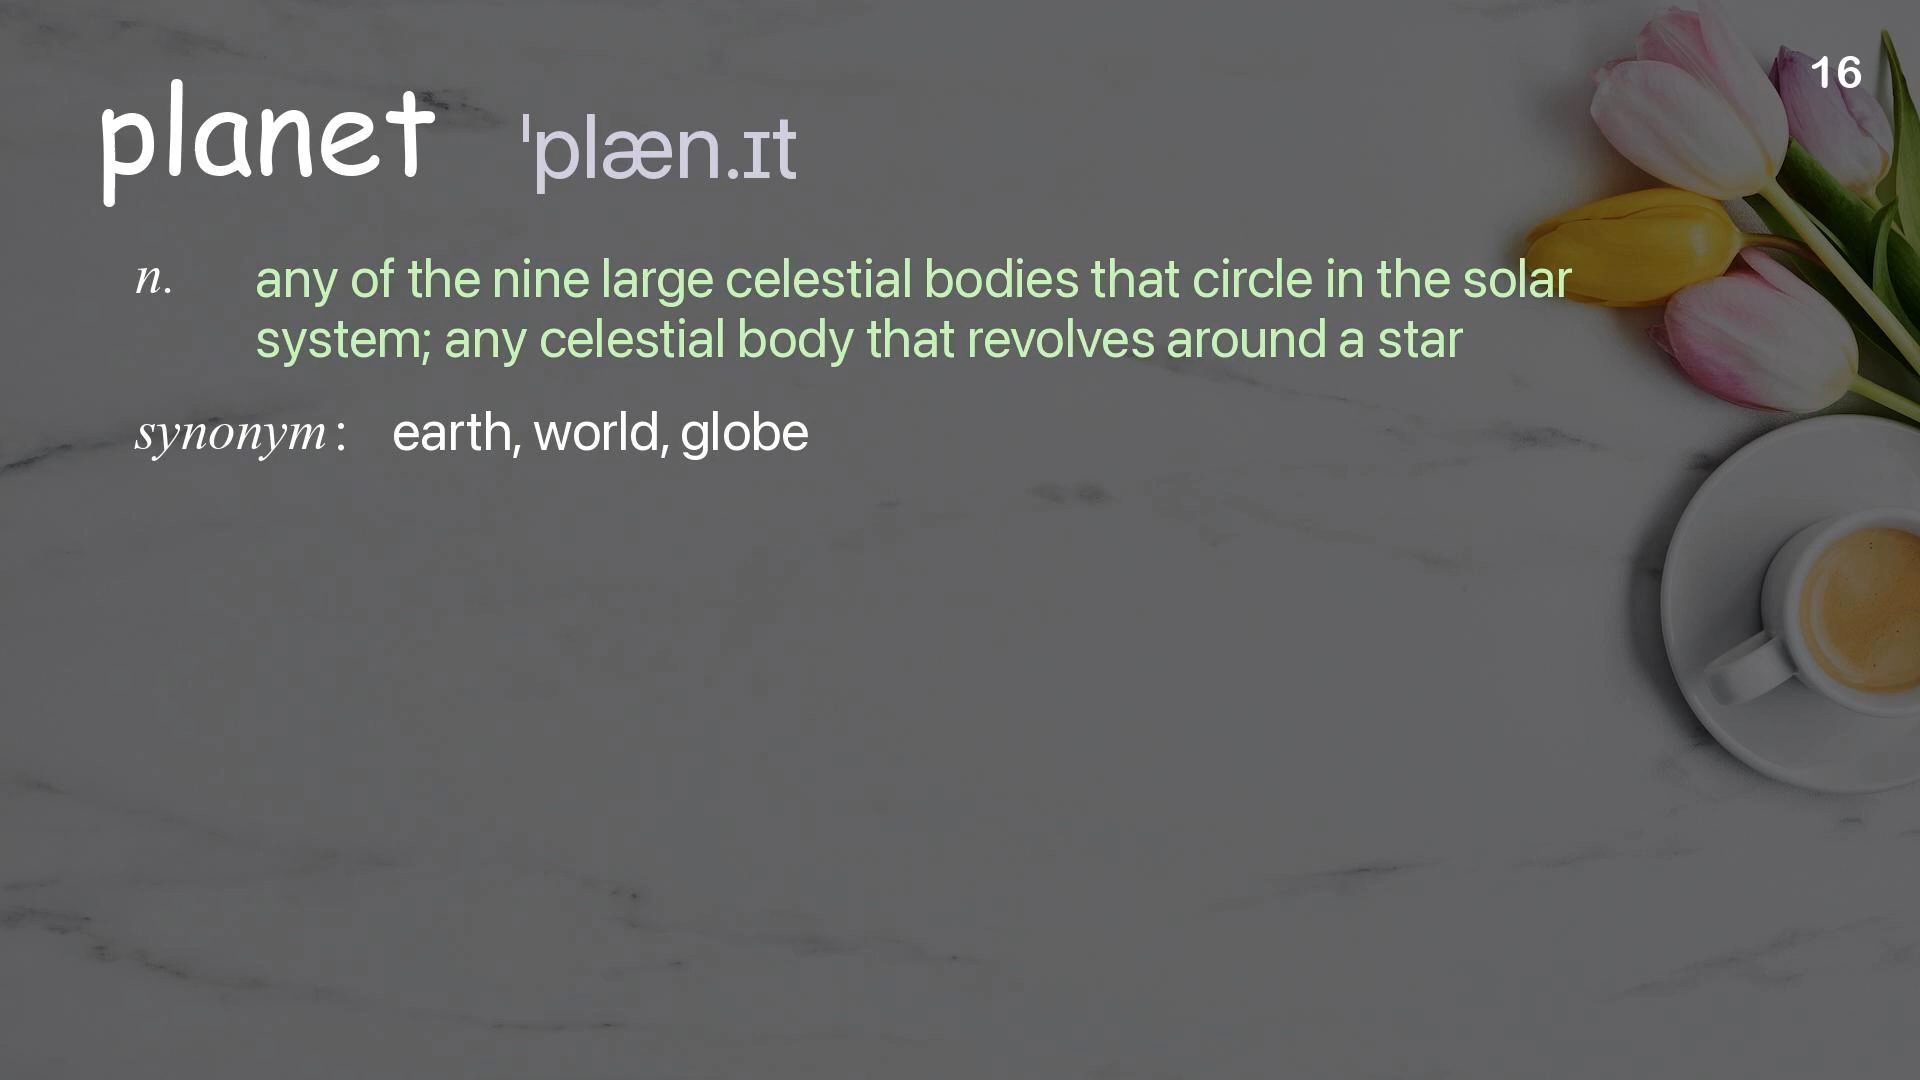 16
planet ˈplæn.ɪt
n. any of the nine large celestial bodies that circle in the solar
system; any celestial body that revolves around a star
synonym: earth, world, globe